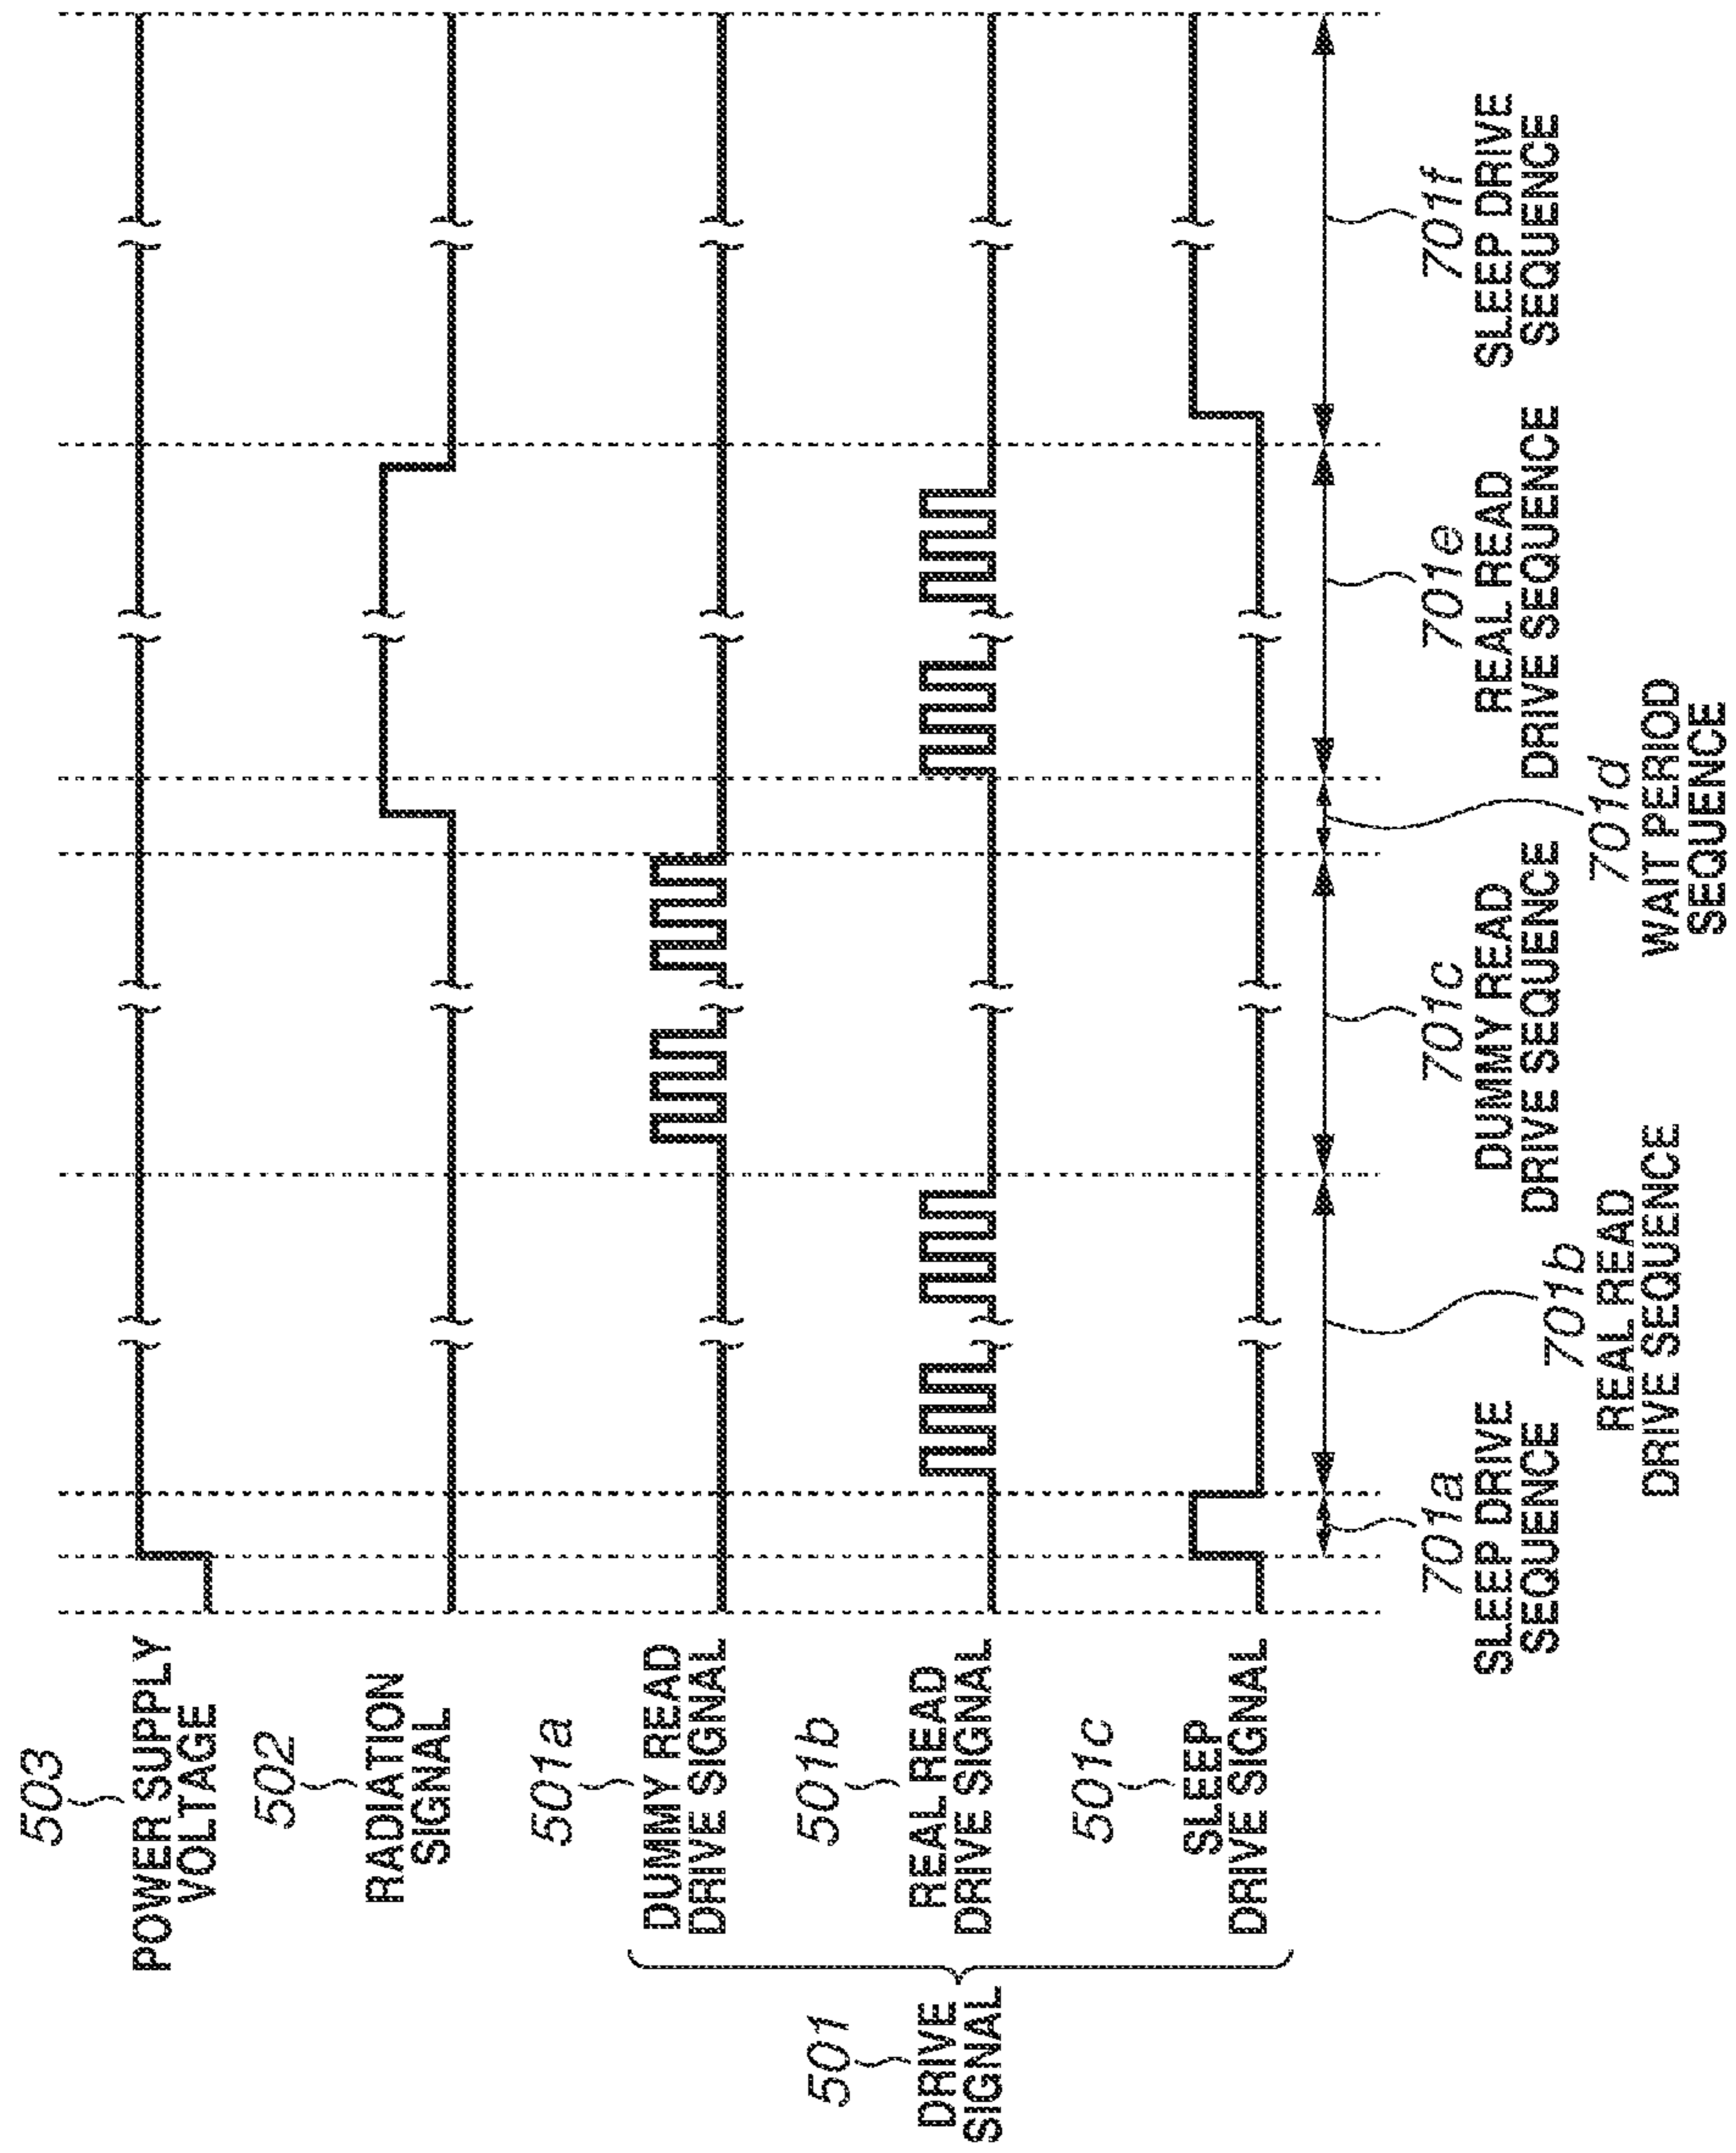 503
POWER SUPPLY
VOLTAGE
502
RADIATION
SIGNAL
501
DRIVE
SIGNAL
501a
DUMMY READ
DRIVE SIGNAL
501b
REAL READ
DRIVE SIGNAL
501c
SLEEP
DRIVE SIGNAL
701a
SLEEP DRIVE
SEQUENCE
701b
REAL READ
DRIVE SEQUENCE
701c
DUMMY READ
DRIVE SEQUENCE
701d
WAIT PERIOD
SEQUENCE
701e
REAL READ
DRIVE SEQUENCE
701f
SLEEP DRIVE
SEQUENCE